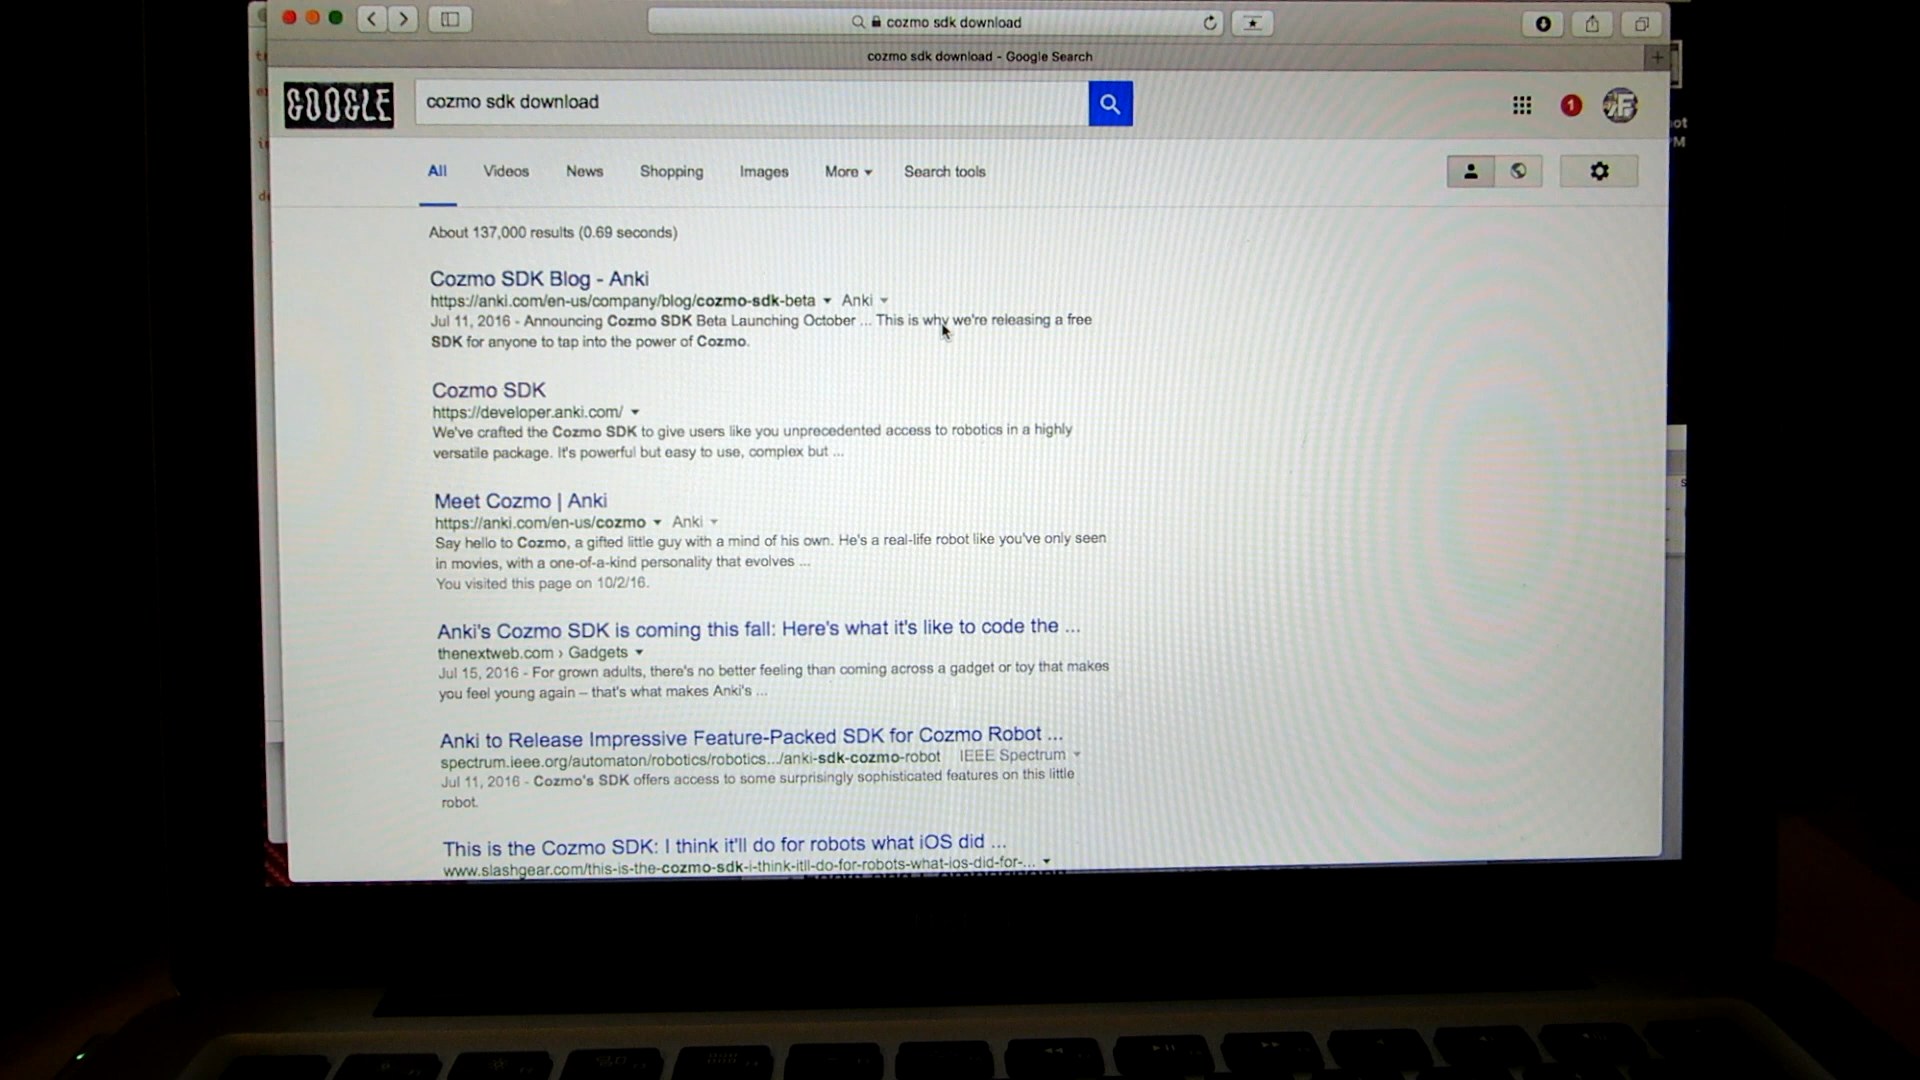 cozmo sdk download
cozmo sdk download - Google Search
GOOGLE
cozmo sdk download
1
All Videos News Shopping Images More Search tools
About 137,000 results (0.69 seconds)
Cozmo SDK Blog - Anki
https://anki.com/en-us/company/blog/cozmo-sdk-beta Anki
Jul 11, 2016 - Announcing Cozmo SDK Beta Launching October ... This is why we're releasing a free
SDK for anyone to tap into the power of Cozmo.
Cozmo SDK
https://developer.anki.com/
We've crafted the Cozmo SDK to give users like you unprecedented access to robotics in a highly
versatile package. It's powerful but easy to use, complex but ...
Meet Cozmo | Anki
https://anki.com/en-us/cozmo Anki
Say hello to Cozmo, a gifted little guy with a mind of his own. He's a real-life robot like you've only seen
in movies, with a one-of-a-kind personality that evolves ...
You visited this page on 10/2/16.
Anki's Cozmo SDK is coming this fall: Here's what it's like to code the ...
thenextweb.com › Gadgets
Jul 15, 2016 - For grown adults, there's no better feeling than coming across a gadget or toy that makes
you feel young again – that's what makes Anki's ...
Anki to Release Impressive Feature-Packed SDK for Cozmo Robot ...
spectrum.ieee.org/automaton/robotics/robotics.../anki-sdk-cozmo-robot IEEE Spectrum
Jul 11, 2016 - Cozmo's SDK offers access to some surprisingly sophisticated features on this little
robot.
This is the Cozmo SDK: I think it'll do for robots what iOS did ...
www.slashgear.com/this-is-the-cozmo-sdk-i-think-itll-do-for-robots-what-ios-did-for-...